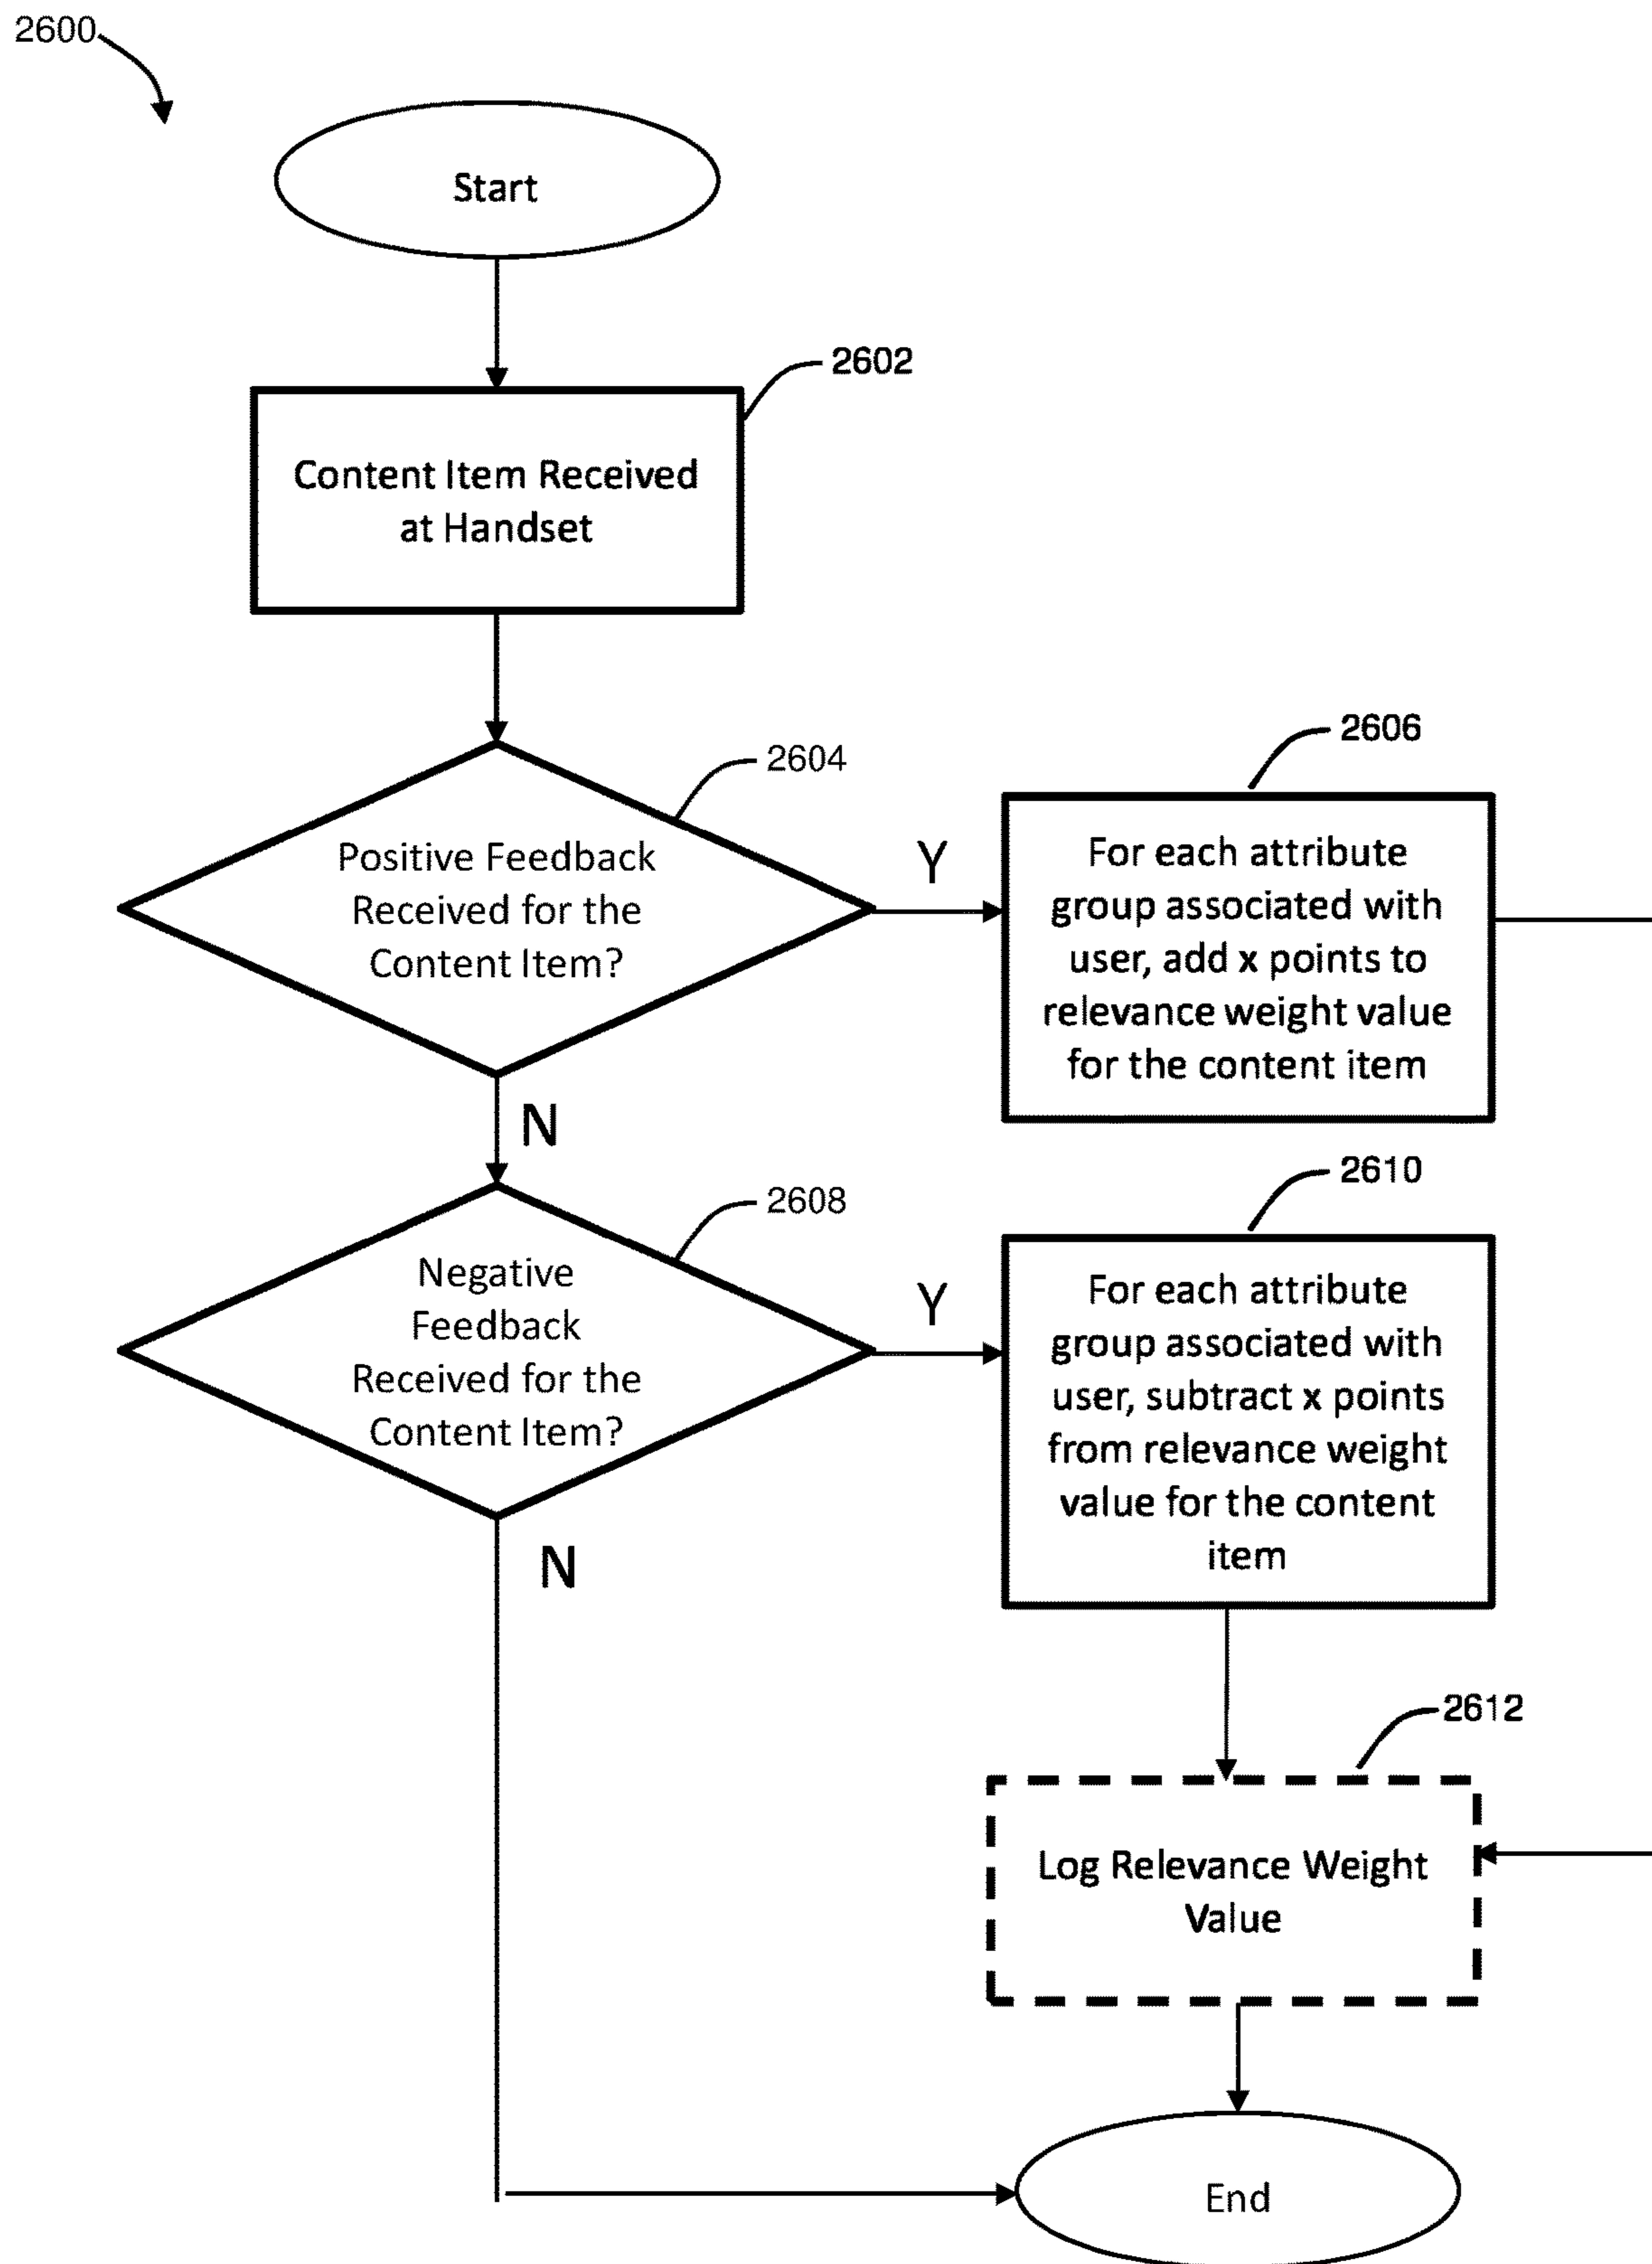 2600
Start
2602
Content Item Received
at Handset
2604
Positive Feedback
Received for the
Content Item?
Y
2606
For each attribute
group associated with
user, add x points to
relevance weight value
for the content item
N
2608
Negative
Feedback
Received for the
Content Item?
Y
2610
For each attribute
group associated with
user, subtract x points
from relevance weight
value for the content
item
N
2612
Log Relevance Weight
Value
End